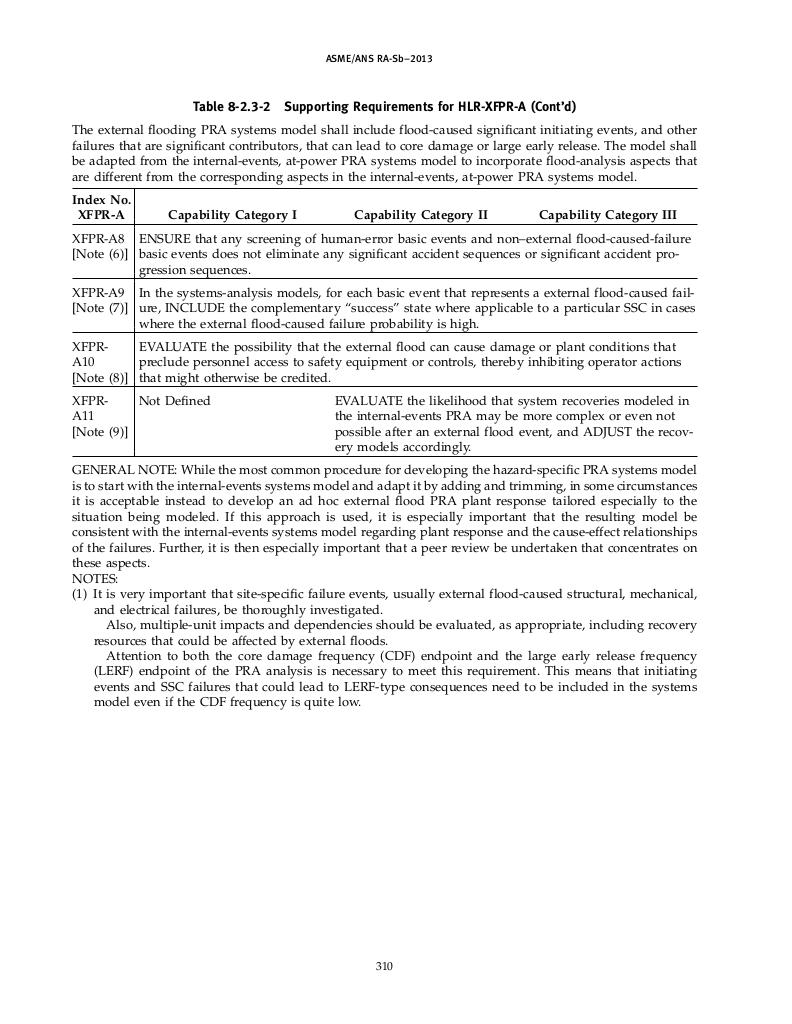 ASME/ANS RA-Sb–2013
Table 8-2.3-2 Supporting Requirements for HLR-XFPR-A (Cont'd)
The external flooding PRA systems model shall include flood-caused significant initiating events, and other
failures that are significant contributors, that can lead to core damage or large early release. The model shall
be adapted from the internal-events, at-power PRA systems model to incorporate flood-analysis aspects that
are different from the corresponding aspects in the internal-events, at-power PRA systems model.
Index No.
XFPR-A Capability Category I Capability Category II Capability Category III
XFPR-A8 ENSURE that any screening of human-error basic events and non–external flood-caused-failure
[Note (6)] basic events does not eliminate any significant accident sequences or significant accident pro-
gression sequences.
XFPR-A9 In the systems-analysis models, for each basic event that represents a external flood-caused fail-
[Note (7)] ure, INCLUDE the complementary “success” state where applicable to a particular SSC in cases
where the external flood-caused failure probability is high.
XFPR- EVALUATE the possibility that the external flood can cause damage or plant conditions that
A10 preclude personnel access to safety equipment or controls, thereby inhibiting operator actions
[Note (8)] that might otherwise be credited.
XFPR- Not Defined EVALUATE the likelihood that system recoveries modeled in
A11 the internal-events PRA may be more complex or even not
[Note (9)] possible after an external flood event, and ADJUST the recov-
ery models accordingly.
GENERAL NOTE: While the most common procedure for developing the hazard-specific PRA systems model
is to start with the internal-events systems model and adapt it by adding and trimming, in some circumstances
it is acceptable instead to develop an ad hoc external flood PRA plant response tailored especially to the
situation being modeled. If this approach is used, it is especially important that the resulting model be
consistent with the internal-events systems model regarding plant response and the cause-effect relationships
of the failures. Further, it is then especially important that a peer review be undertaken that concentrates on
these aspects.
NOTES:
(1) It is very important that site-specific failure events, usually external flood-caused structural, mechanical,
and electrical failures, be thoroughly investigated.
Also, multiple-unit impacts and dependencies should be evaluated, as appropriate, including recovery
resources that could be affected by external floods.
Attention to both the core damage frequency (CDF) endpoint and the large early release frequency
(LERF) endpoint of the PRA analysis is necessary to meet this requirement. This means that initiating
events and SSC failures that could lead to LERF-type consequences need to be included in the systems
model even if the CDF frequency is quite low.
310